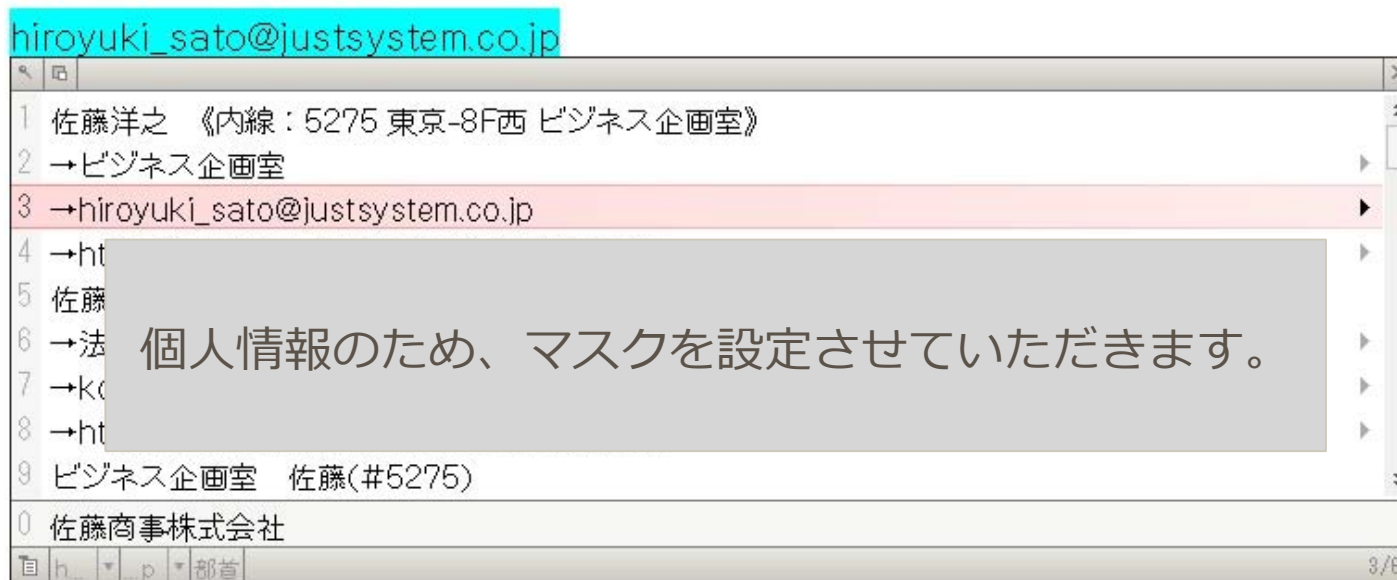 hiroyuki_sato@justsystem.co.jp
1 佐藤洋之 《内線：5275 東京-8F西 ビジネス企画室》
2 →ビジネス企画室
3 →hiroyuki_sato@justsystem.co.jp
4 →ht
5 佐藤
6 →法
7 →ko
8 →ht
個人情報のため、マスクを設定させていただきます。
9 ビジネス企画室 佐藤(#5275)
0 佐藤商事株式会社
h... ...p 部首